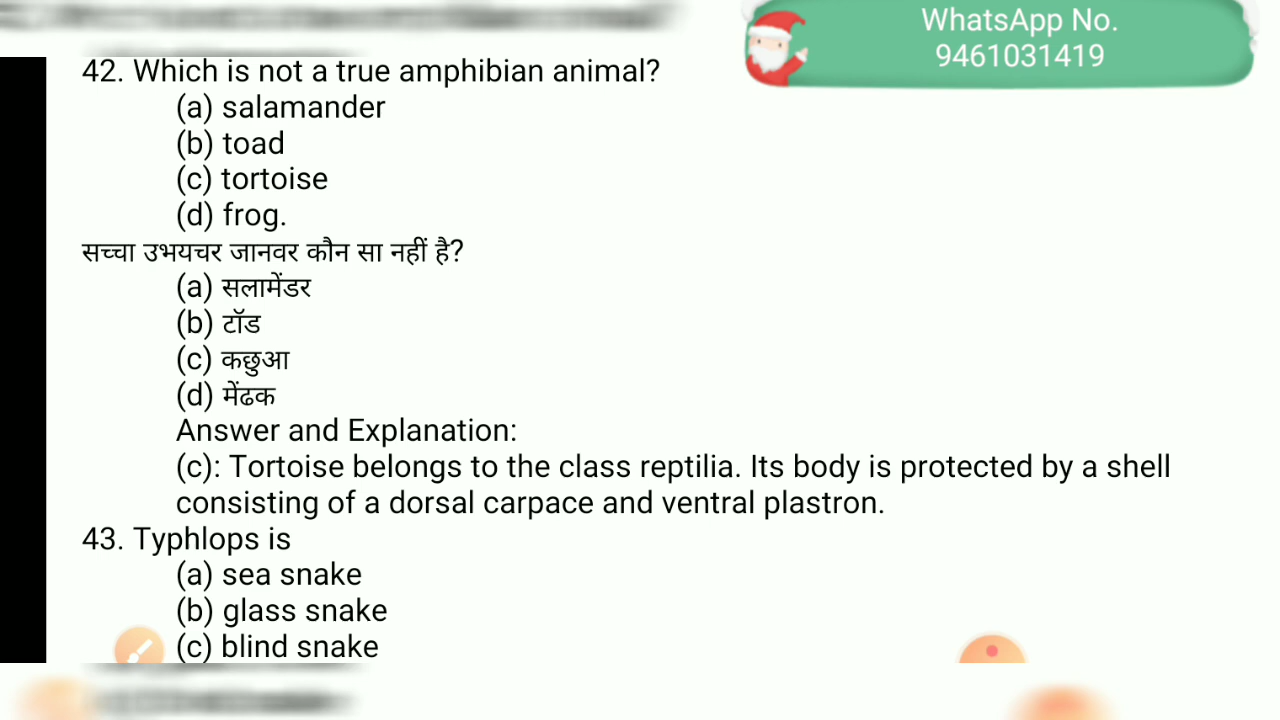 WhatsApp No.
9461031419
42. Which is not a true amphibian animal?
(a) salamander
(b) toad
(c) tortoise
(d) frog.
सच्चा उभयचर जानवर कौन सा नहीं है?
(a) सलामेंडर
(b) टॉड
(c) कछुआ
(d) मेंढक
Answer and Explanation:
(c): Tortoise belongs to the class reptilia. Its body is protected by a shell
consisting of a dorsal carpace and ventral plastron.
43. Typhlops is
(a) sea snake
(b) glass snake
(c) blind snake